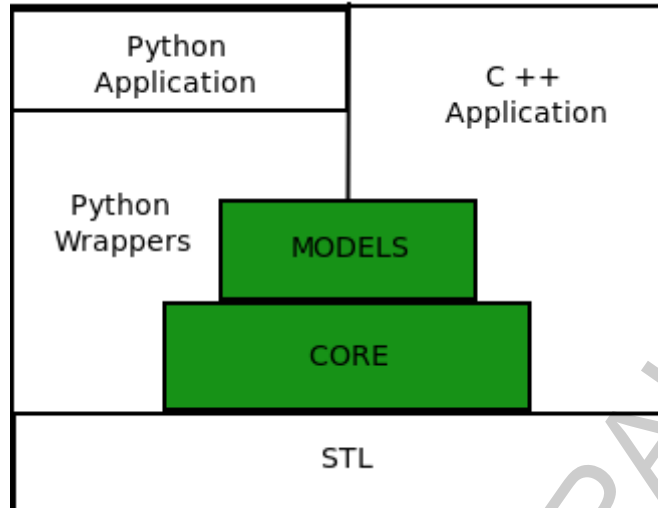 Python
Application
C ++
Application
Python
Wrappers
MODELS
CORE
STL